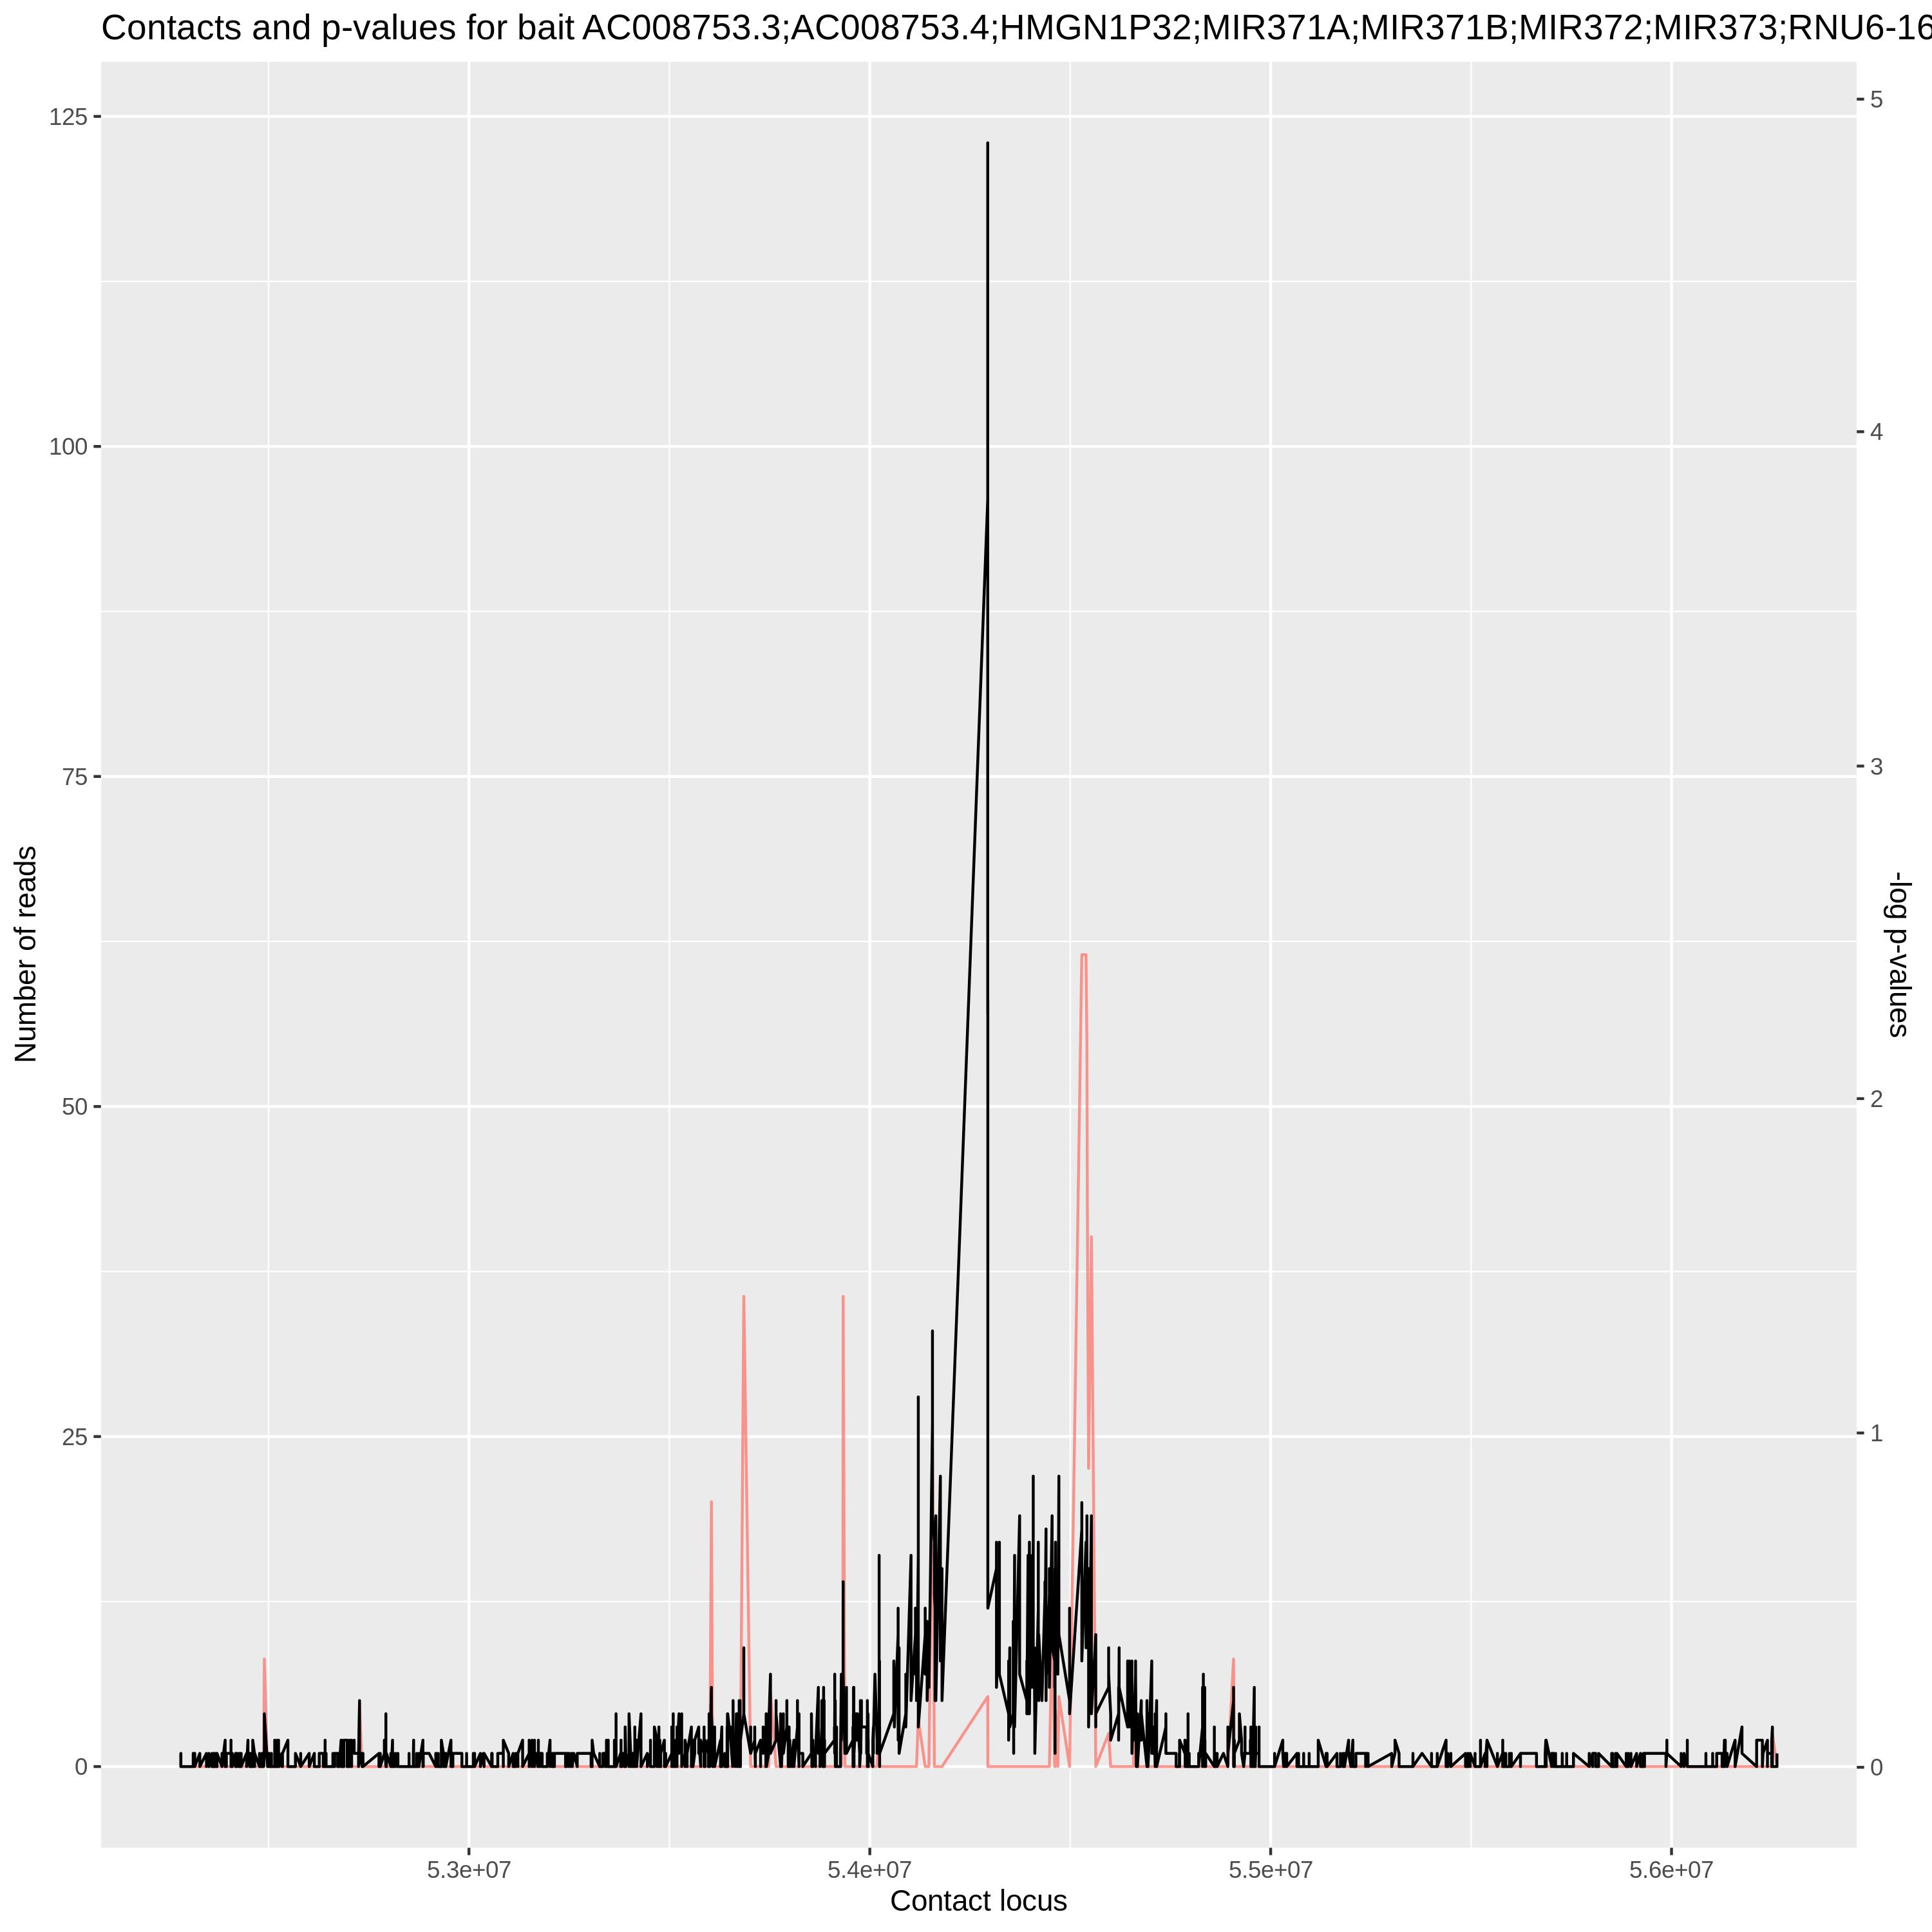 Contacts and p-values for bait AC008753.3;AC008753.4;HMGN1P32;MIR371A;MIR371B;MIR372;MIR373;RNU6-16
125
100
75
50
25
0
Number of reads
5
4
3
2
1
0
-log p-values
5.3e+07 5.4e+07 5.5e+07 5.6e+07
Contact locus